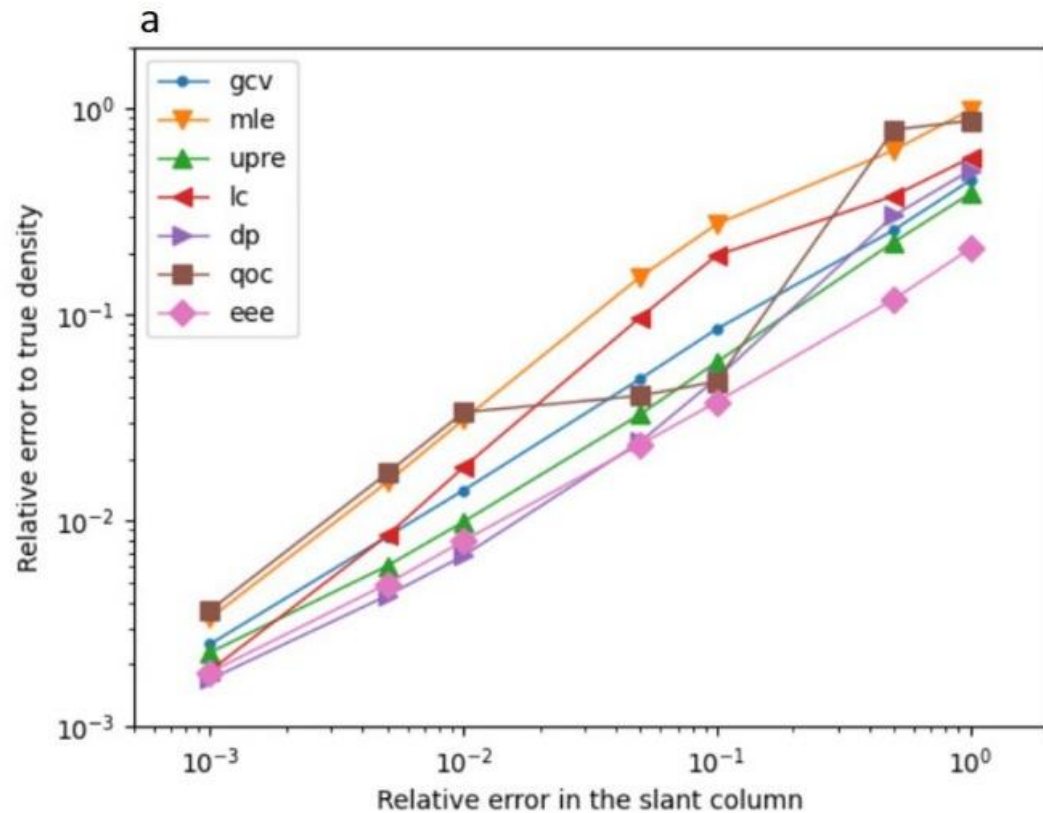 a
gcv
mle
upre
lc
dp
qoc
eee
10⁰
10⁻¹
10⁻²
10⁻³
Relative error to true density
10⁻³ 10⁻² 10⁻¹ 10⁰
Relative error in the slant column